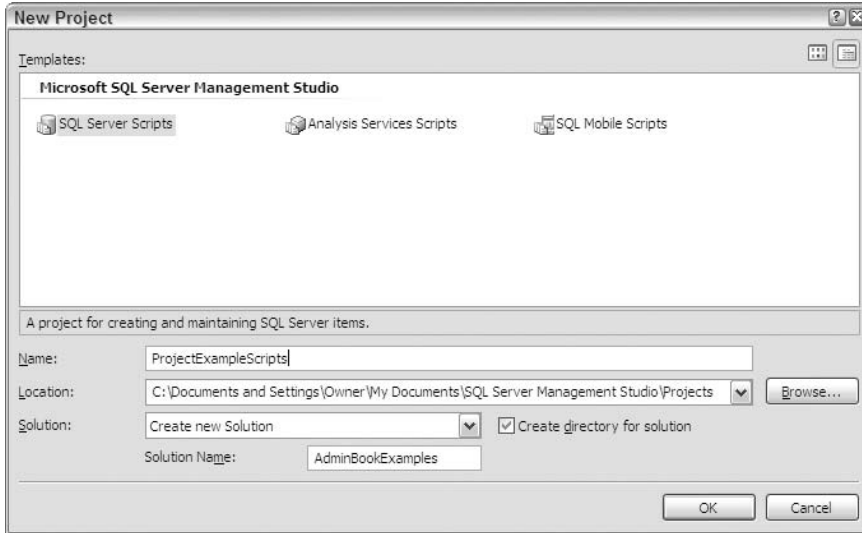 New Project
Templates:
Microsoft SQL Server Management Studio
SQL Server Scripts
Analysis Services Scripts
SQL Mobile Scripts
A project for creating and maintaining SQL Server items.
Name: ProjectExampleScripts
Location: C:\Documents and Settings\Owner\My Documents\SQL Server Management Studio\Projects Browse...
Solution: Create new Solution Create directory for solution
Solution Name: AdminBookExamples
OK Cancel